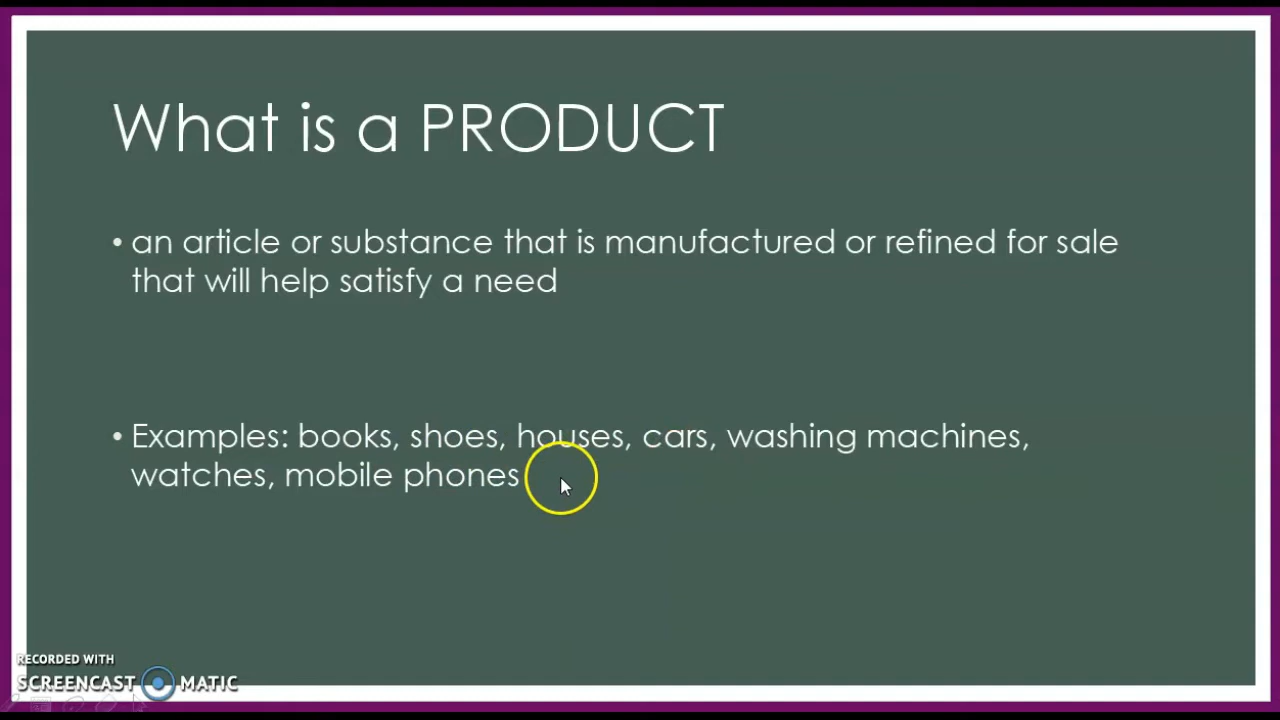 What is a PRODUCT
• an article or substance that is manufactured or refined for sale
that will help satisfy a need
• Examples: books, shoes, houses, cars, washing machines,
watches, mobile phones
RECORDED WITH
SCREENCAST MATIC